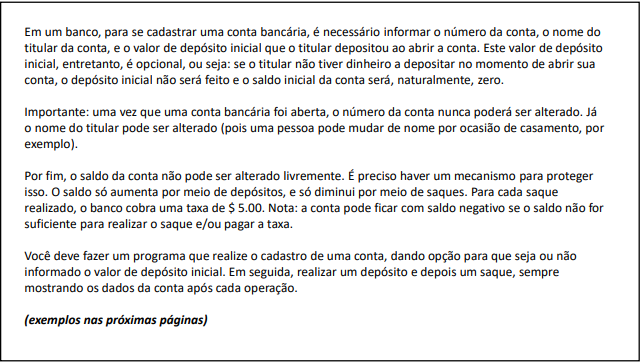 Em um banco, para se cadastrar uma conta bancária, é necessário informar o número da conta, o nome do
titular da conta, e o valor de depósito inicial que o titular depositou ao abrir a conta. Este valor de depósito
inicial, entretanto, é opcional, ou seja: se o titular não tiver dinheiro a depositar no momento de abrir sua
conta, o depósito inicial não será feito e o saldo inicial da conta será, naturalmente, zero.
Importante: uma vez que uma conta bancária foi aberta, o número da conta nunca poderá ser alterado. Já
o nome do titular pode ser alterado (pois uma pessoa pode mudar de nome por ocasião de casamento, por
exemplo).
Por fim, o saldo da conta não pode ser alterado livremente. É preciso haver um mecanismo para proteger
isso. O saldo só aumenta por meio de depósitos, e só diminui por meio de saques. Para cada saque
realizado, o banco cobra uma taxa de $ 5.00. Nota: a conta pode ficar com saldo negativo se o saldo não for
suficiente para realizar o saque e/ou pagar a taxa.
Você deve fazer um programa que realize o cadastro de uma conta, dando opção para que seja ou não
informado o valor de depósito inicial. Em seguida, realizar um depósito e depois um saque, sempre
mostrando os dados da conta após cada operação.
(exemplos nas próximas páginas)